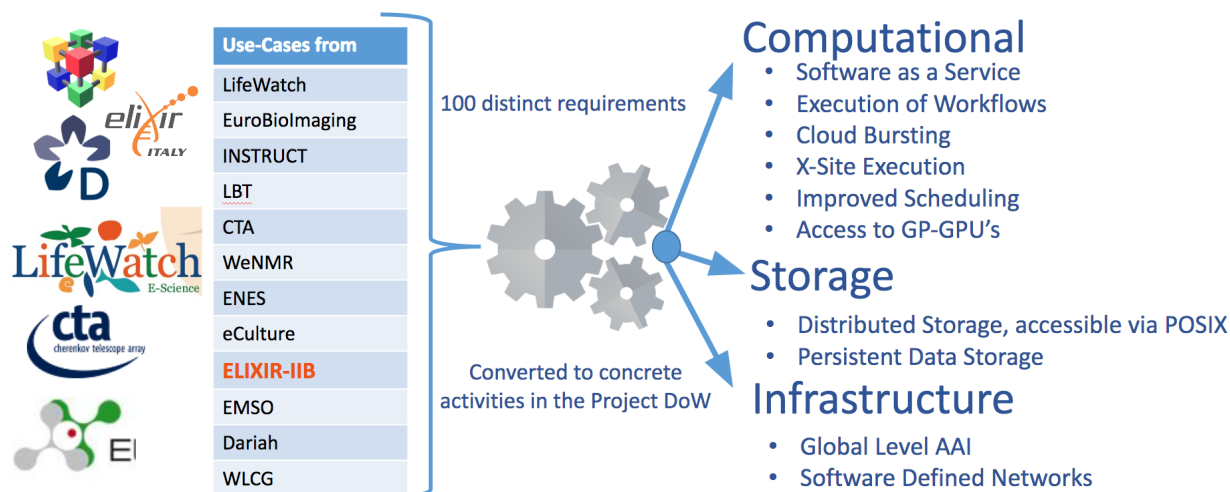 elixir
ITALY
D
LifeWatch
E-Science
cta
cherenkov telescope array
Use-Cases from
LifeWatch
EuroBioImaging
INSTRUCT
LBT
CTA
WeNMR
ENES
eCulture
ELIXIR-IIB
EMSO
Dariah
WLCG
100 distinct requirements
Converted to concrete
activities in the Project DoW
Computational
• Software as a Service
• Execution of Workflows
• Cloud Bursting
• X-Site Execution
• Improved Scheduling
• Access to GP-GPU's
Storage
• Distributed Storage, accessible via POSIX
• Persistent Data Storage
Infrastructure
• Global Level AAI
• Software Defined Networks